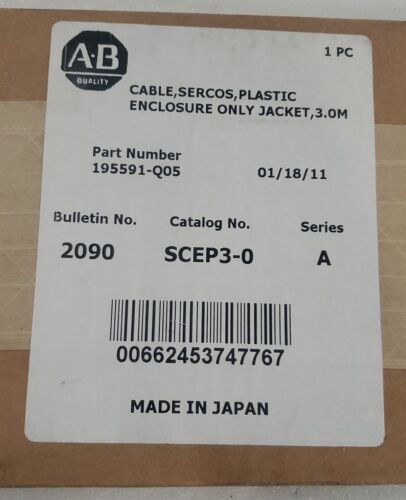 A·B
QUALITY
1 PC
CABLE,SERCOS,PLASTIC
ENCLOSURE ONLY JACKET,3.0M
Part Number
195591-Q05 01/18/11
Bulletin No. Catalog No. Series
2090 SCEP3-0 A
00662453747767
MADE IN JAPAN